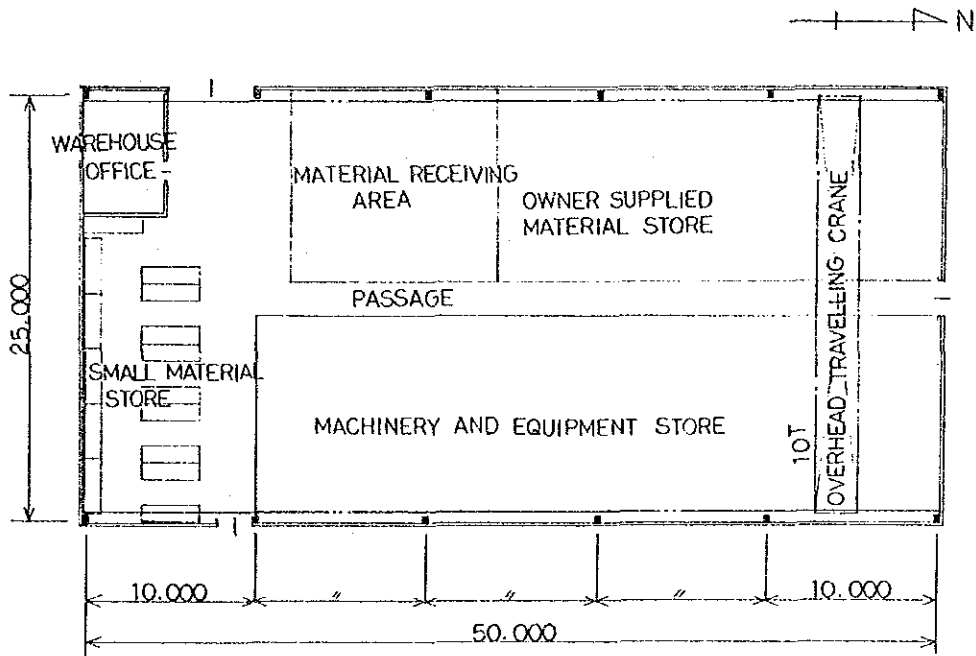 N
WAREHOUSE
OFFICE
MATERIAL RECEIVING
AREA
OWNER SUPPLIED
MATERIAL STORE
OVERHEAD TRAVELLING CRANE
10T
PASSAGE
25.000
SMALL MATERIAL
STORE
MACHINERY AND EQUIPMENT STORE
10.000 〃 〃 〃 10.000
50.000